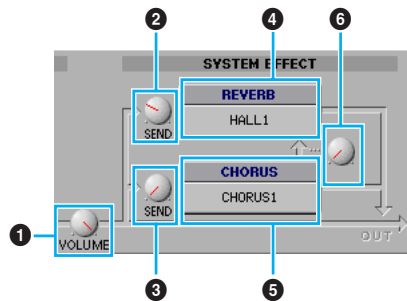 2 4 6
SYSTEM EFFECT
REVERB
HALL1
SEND
CHORUS
CHORUS1
SEND
1
VOLUME
OUT
3 5